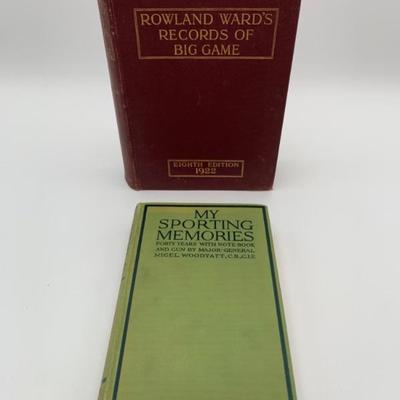 ROWLAND WARD'S
RECORDS OF
BIG GAME
EIGHTH EDITION
1922
MY
SPORTING
MEMORIES
FORTY YEARS WITH NOTE-BOOK
AND GUN BY MAJOR-GENERAL
NIGEL WOODYATT, C.B., C.I.E.